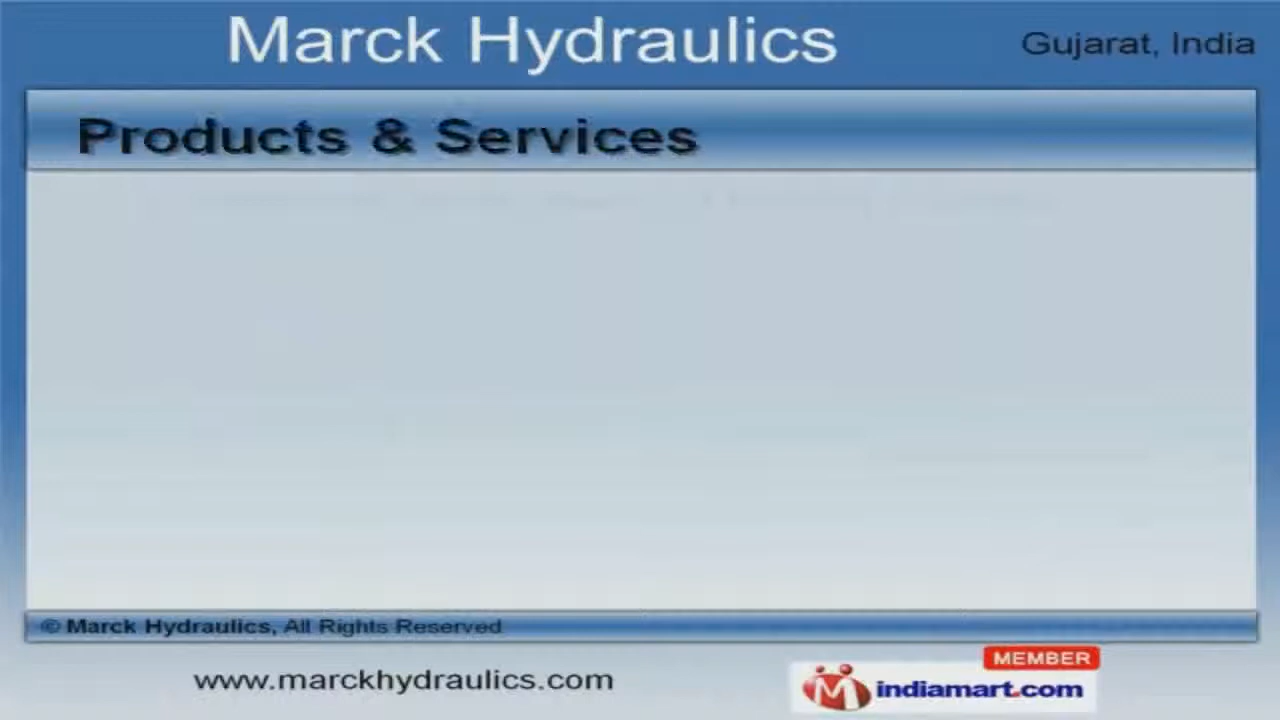 Marck Hydraulics
Gujarat, India
Products & Services
© Marck Hydraulics, All Rights Reserved
www.marckhydraulics.com
MEMBER
indiamart.com